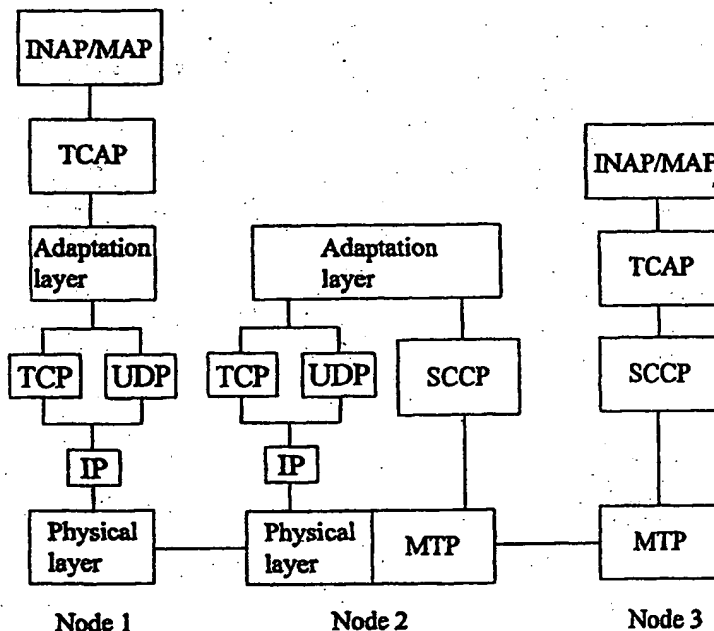 INAP/MAP
TCAP
Adaptation
layer
TCP
UDP
IP
Physical
layer
Node 1
Adaptation
layer
TCP
UDP
SCCP
IP
Physical
layer
MTP
Node 2
INAP/MAP
TCAP
SCCP
MTP
Node 3